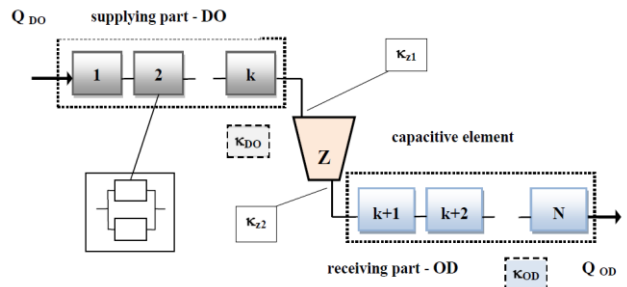 Q DO
supplying part - DO
1
2
k
κz1
κDO
Z
capacitive element
κz2
k+1
k+2
N
receiving part - OD
κOD
Q OD